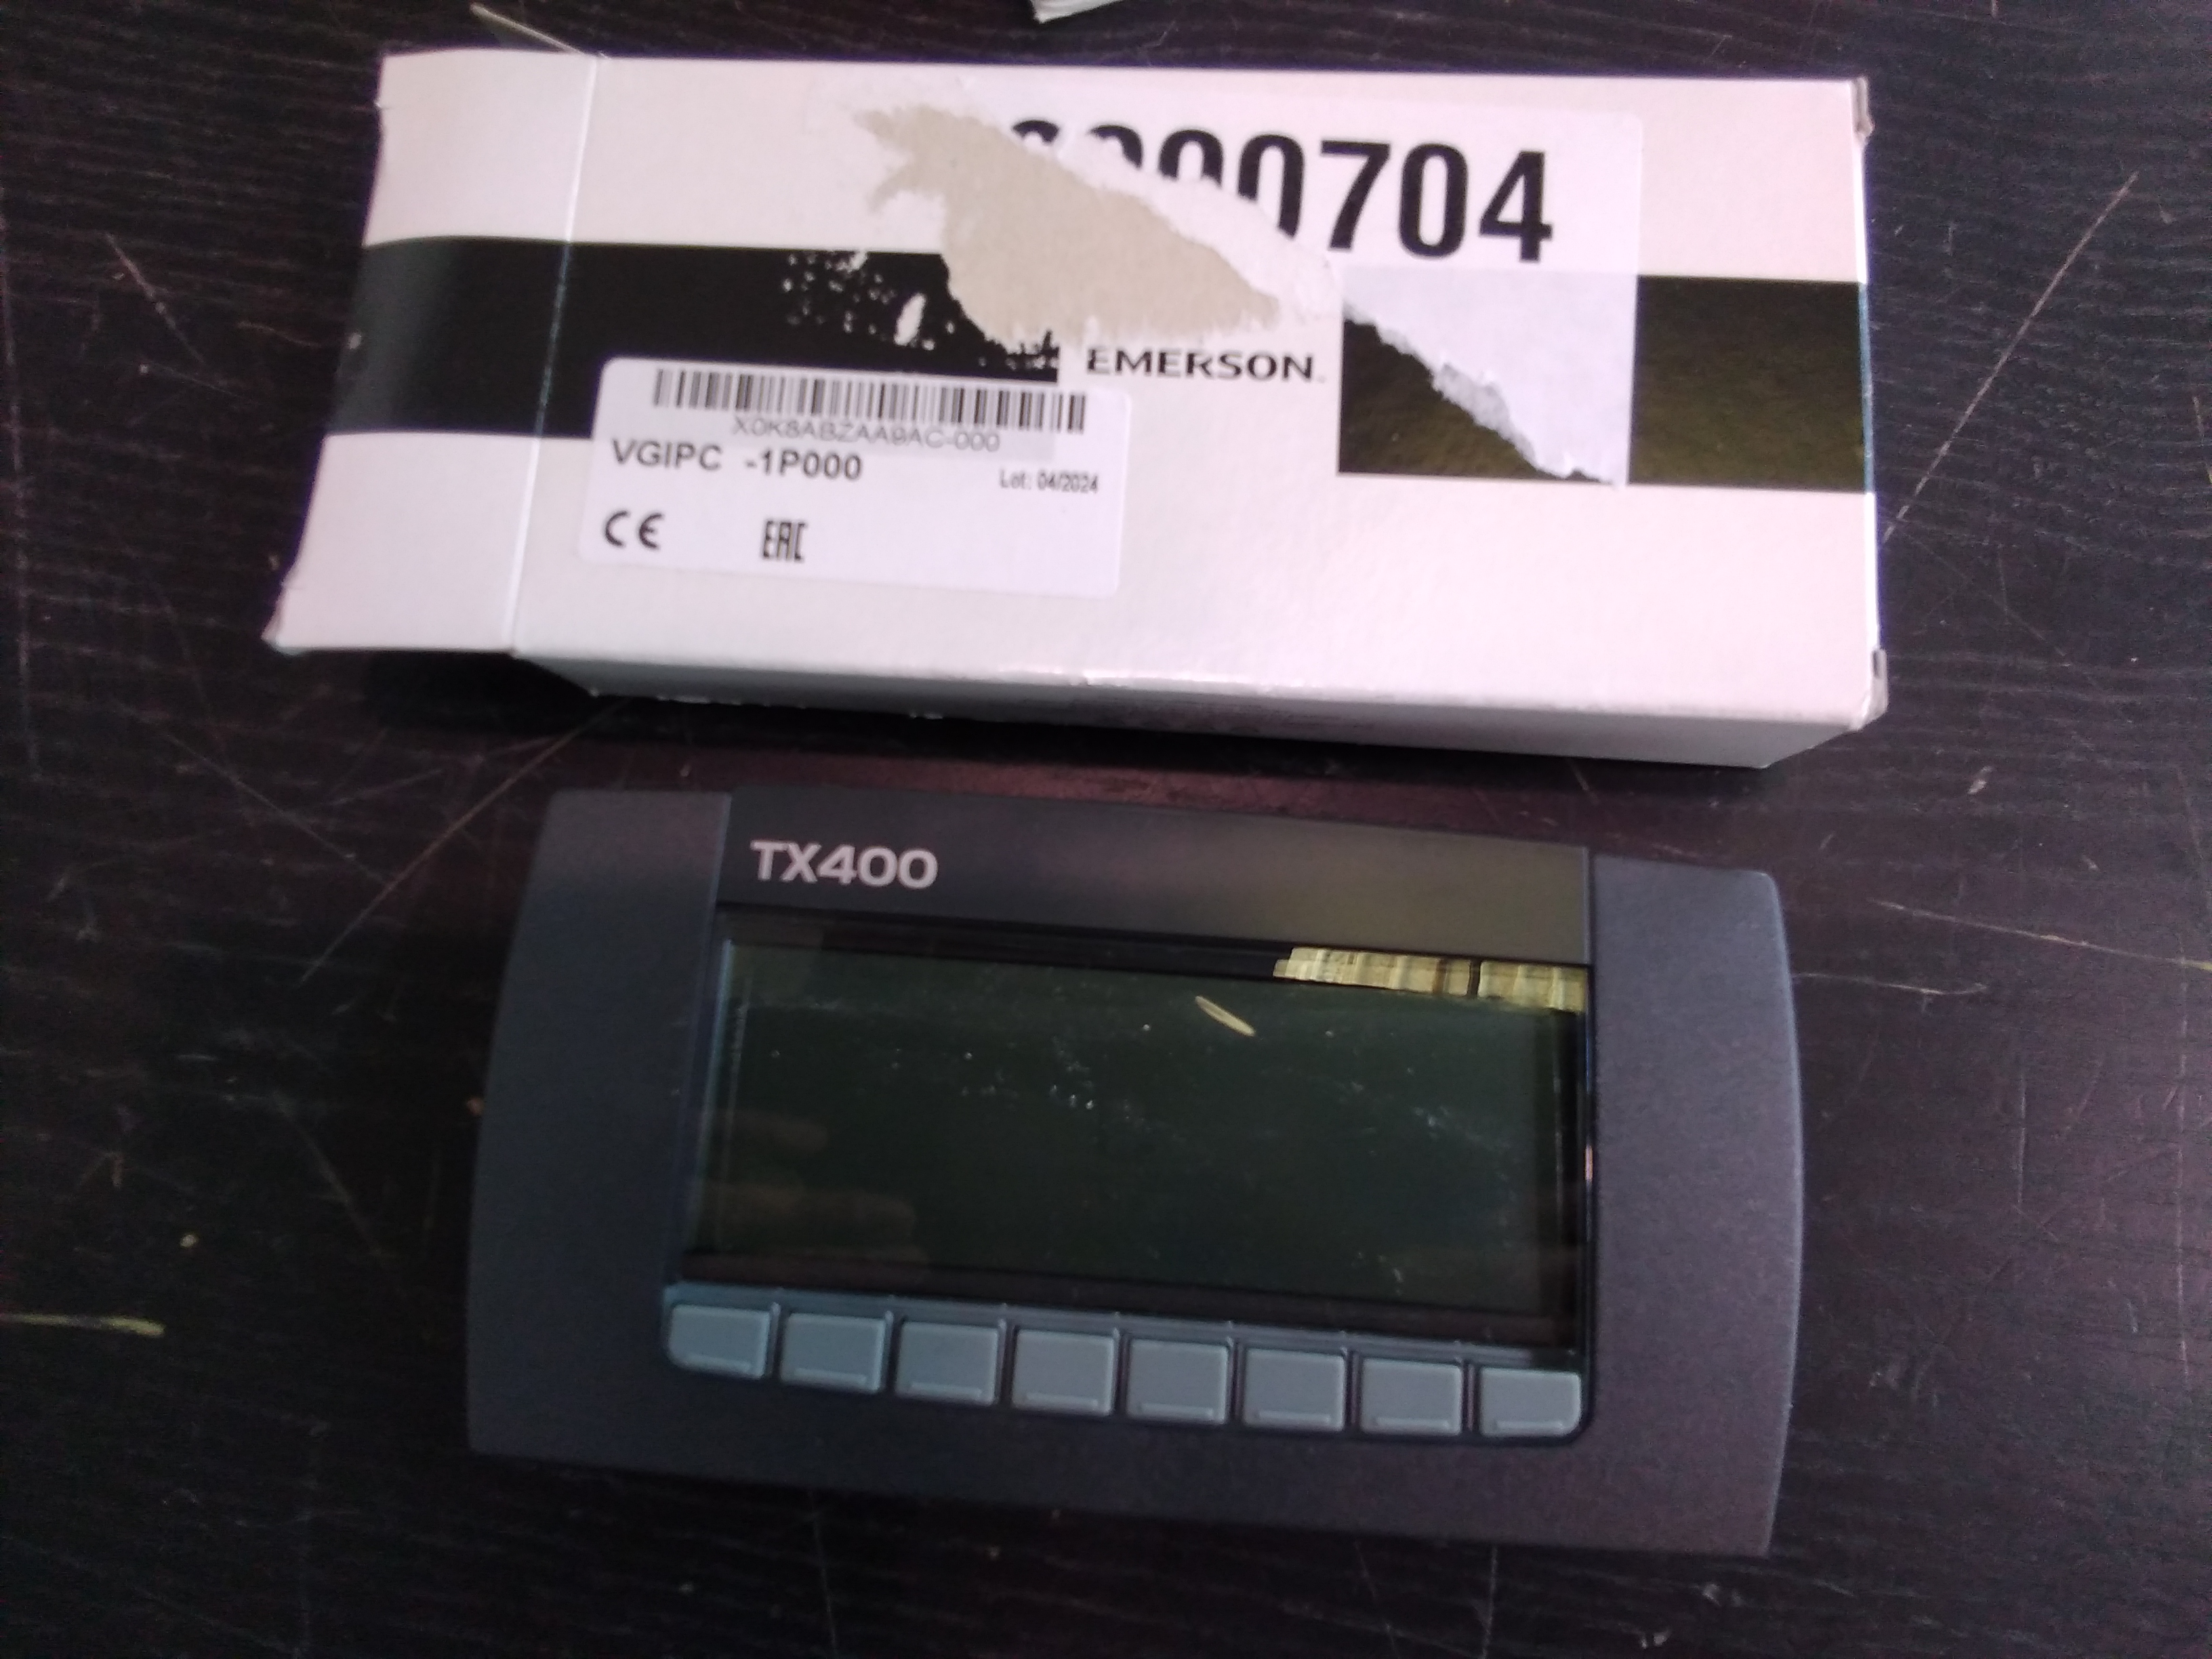 0704
EMERSON
X0K8ABZAA9AC-000
VGIPC -1P000
Lot: 04/2024
CE
EAC
TX400